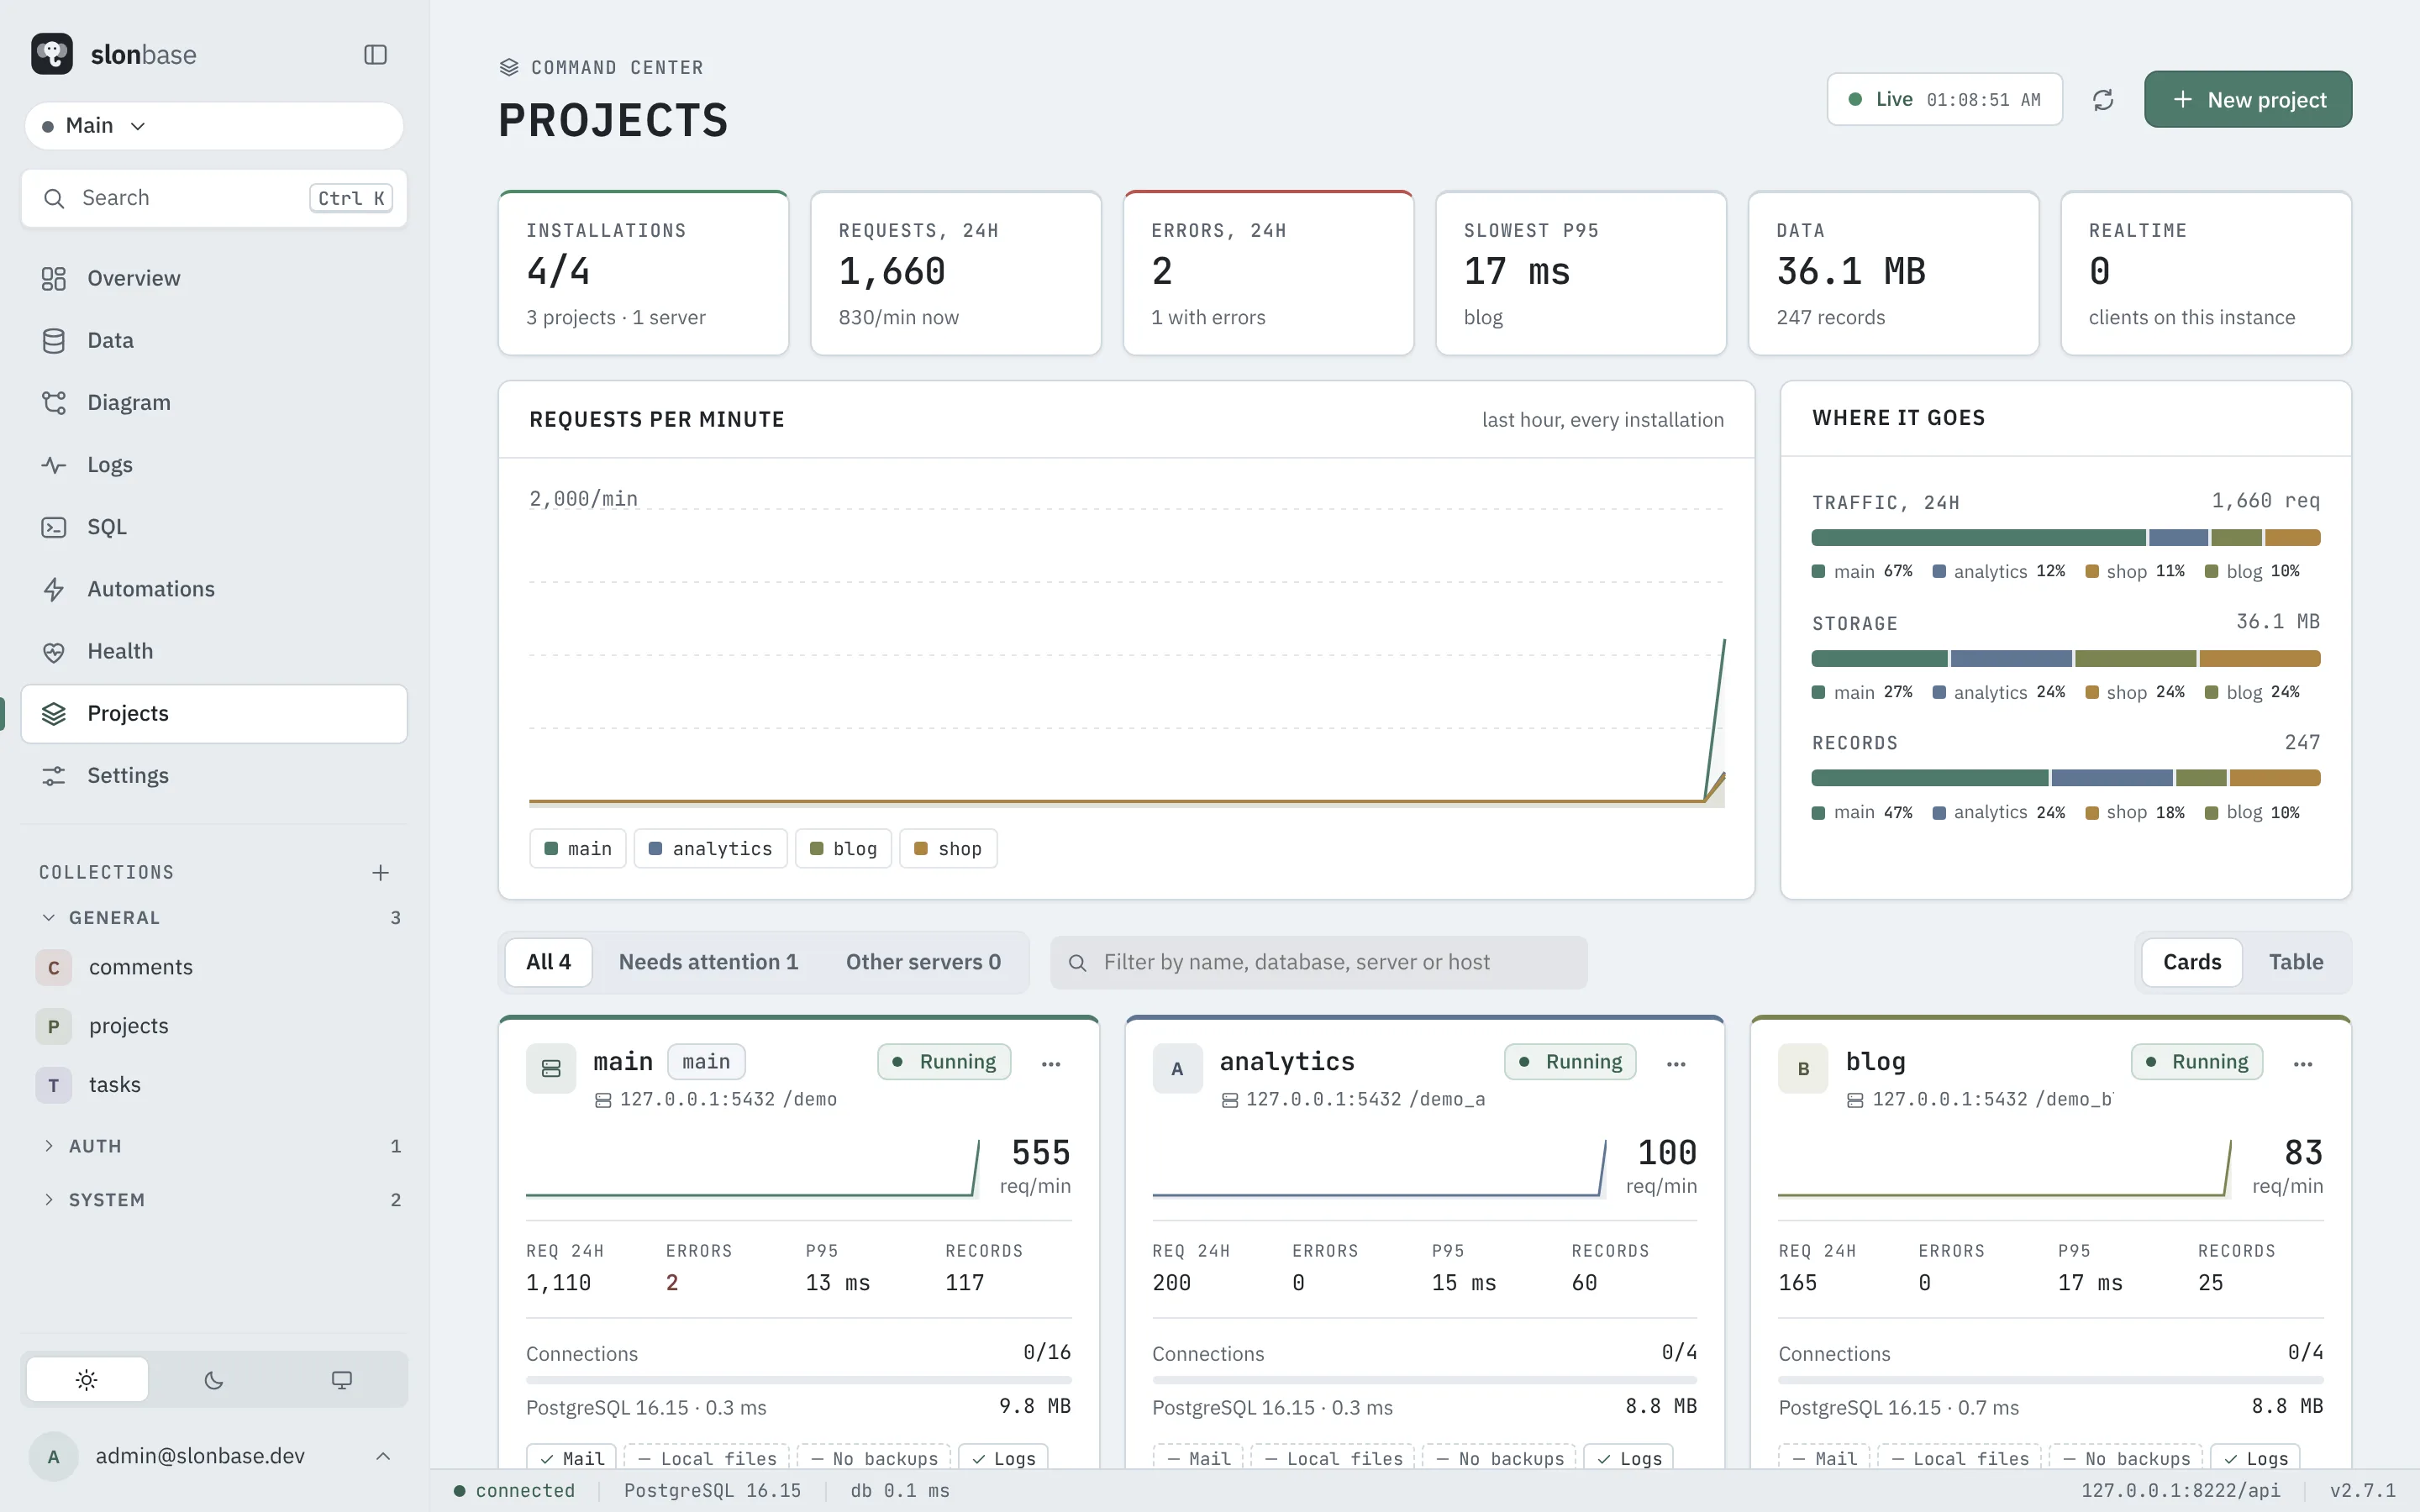 slonbase
Main
Search Ctrl K
Overview
Data
Diagram
Logs
SQL
Automations
Health
Projects
Settings
COLLECTIONS
GENERAL 3
C comments
P projects
T tasks
AUTH 1
SYSTEM 2
A admin@slonbase.dev
COMMAND CENTER
PROJECTS
Live 01:08:51 AM
New project
INSTALLATIONS
4/4
3 projects · 1 server
REQUESTS, 24H
1,660
830/min now
ERRORS, 24H
2
1 with errors
SLOWEST P95
17 ms
blog
DATA
36.1 MB
247 records
REALTIME
0
clients on this instance
REQUESTS PER MINUTE last hour, every installation
2,000/min
main analytics blog shop
WHERE IT GOES
TRAFFIC, 24H 1,660 req
main 67% analytics 12% shop 11% blog 10%
STORAGE 36.1 MB
main 27% analytics 24% shop 24% blog 24%
RECORDS 247
main 47% analytics 24% shop 18% blog 10%
All 4 Needs attention 1 Other servers 0
Filter by name, database, server or host
Cards Table
main main Running
127.0.0.1:5432 /demo
555
req/min
REQ 24H ERRORS P95 RECORDS
1,110 2 13 ms 117
Connections 0/16
PostgreSQL 16.15 · 0.3 ms 9.8 MB
Mail Local files No backups Logs
A analytics Running
127.0.0.1:5432 /demo_a
100
req/min
REQ 24H ERRORS P95 RECORDS
200 0 15 ms 60
Connections 0/4
PostgreSQL 16.15 · 0.3 ms 8.8 MB
Mail Local files No backups Logs
B blog Running
127.0.0.1:5432 /demo_b
83
req/min
REQ 24H ERRORS P95 RECORDS
165 0 17 ms 25
Connections 0/4
PostgreSQL 16.15 · 0.7 ms 8.8 MB
Mail Local files No backups Logs
connected PostgreSQL 16.15 db 0.1 ms
127.0.0.1:8222/api v2.7.1